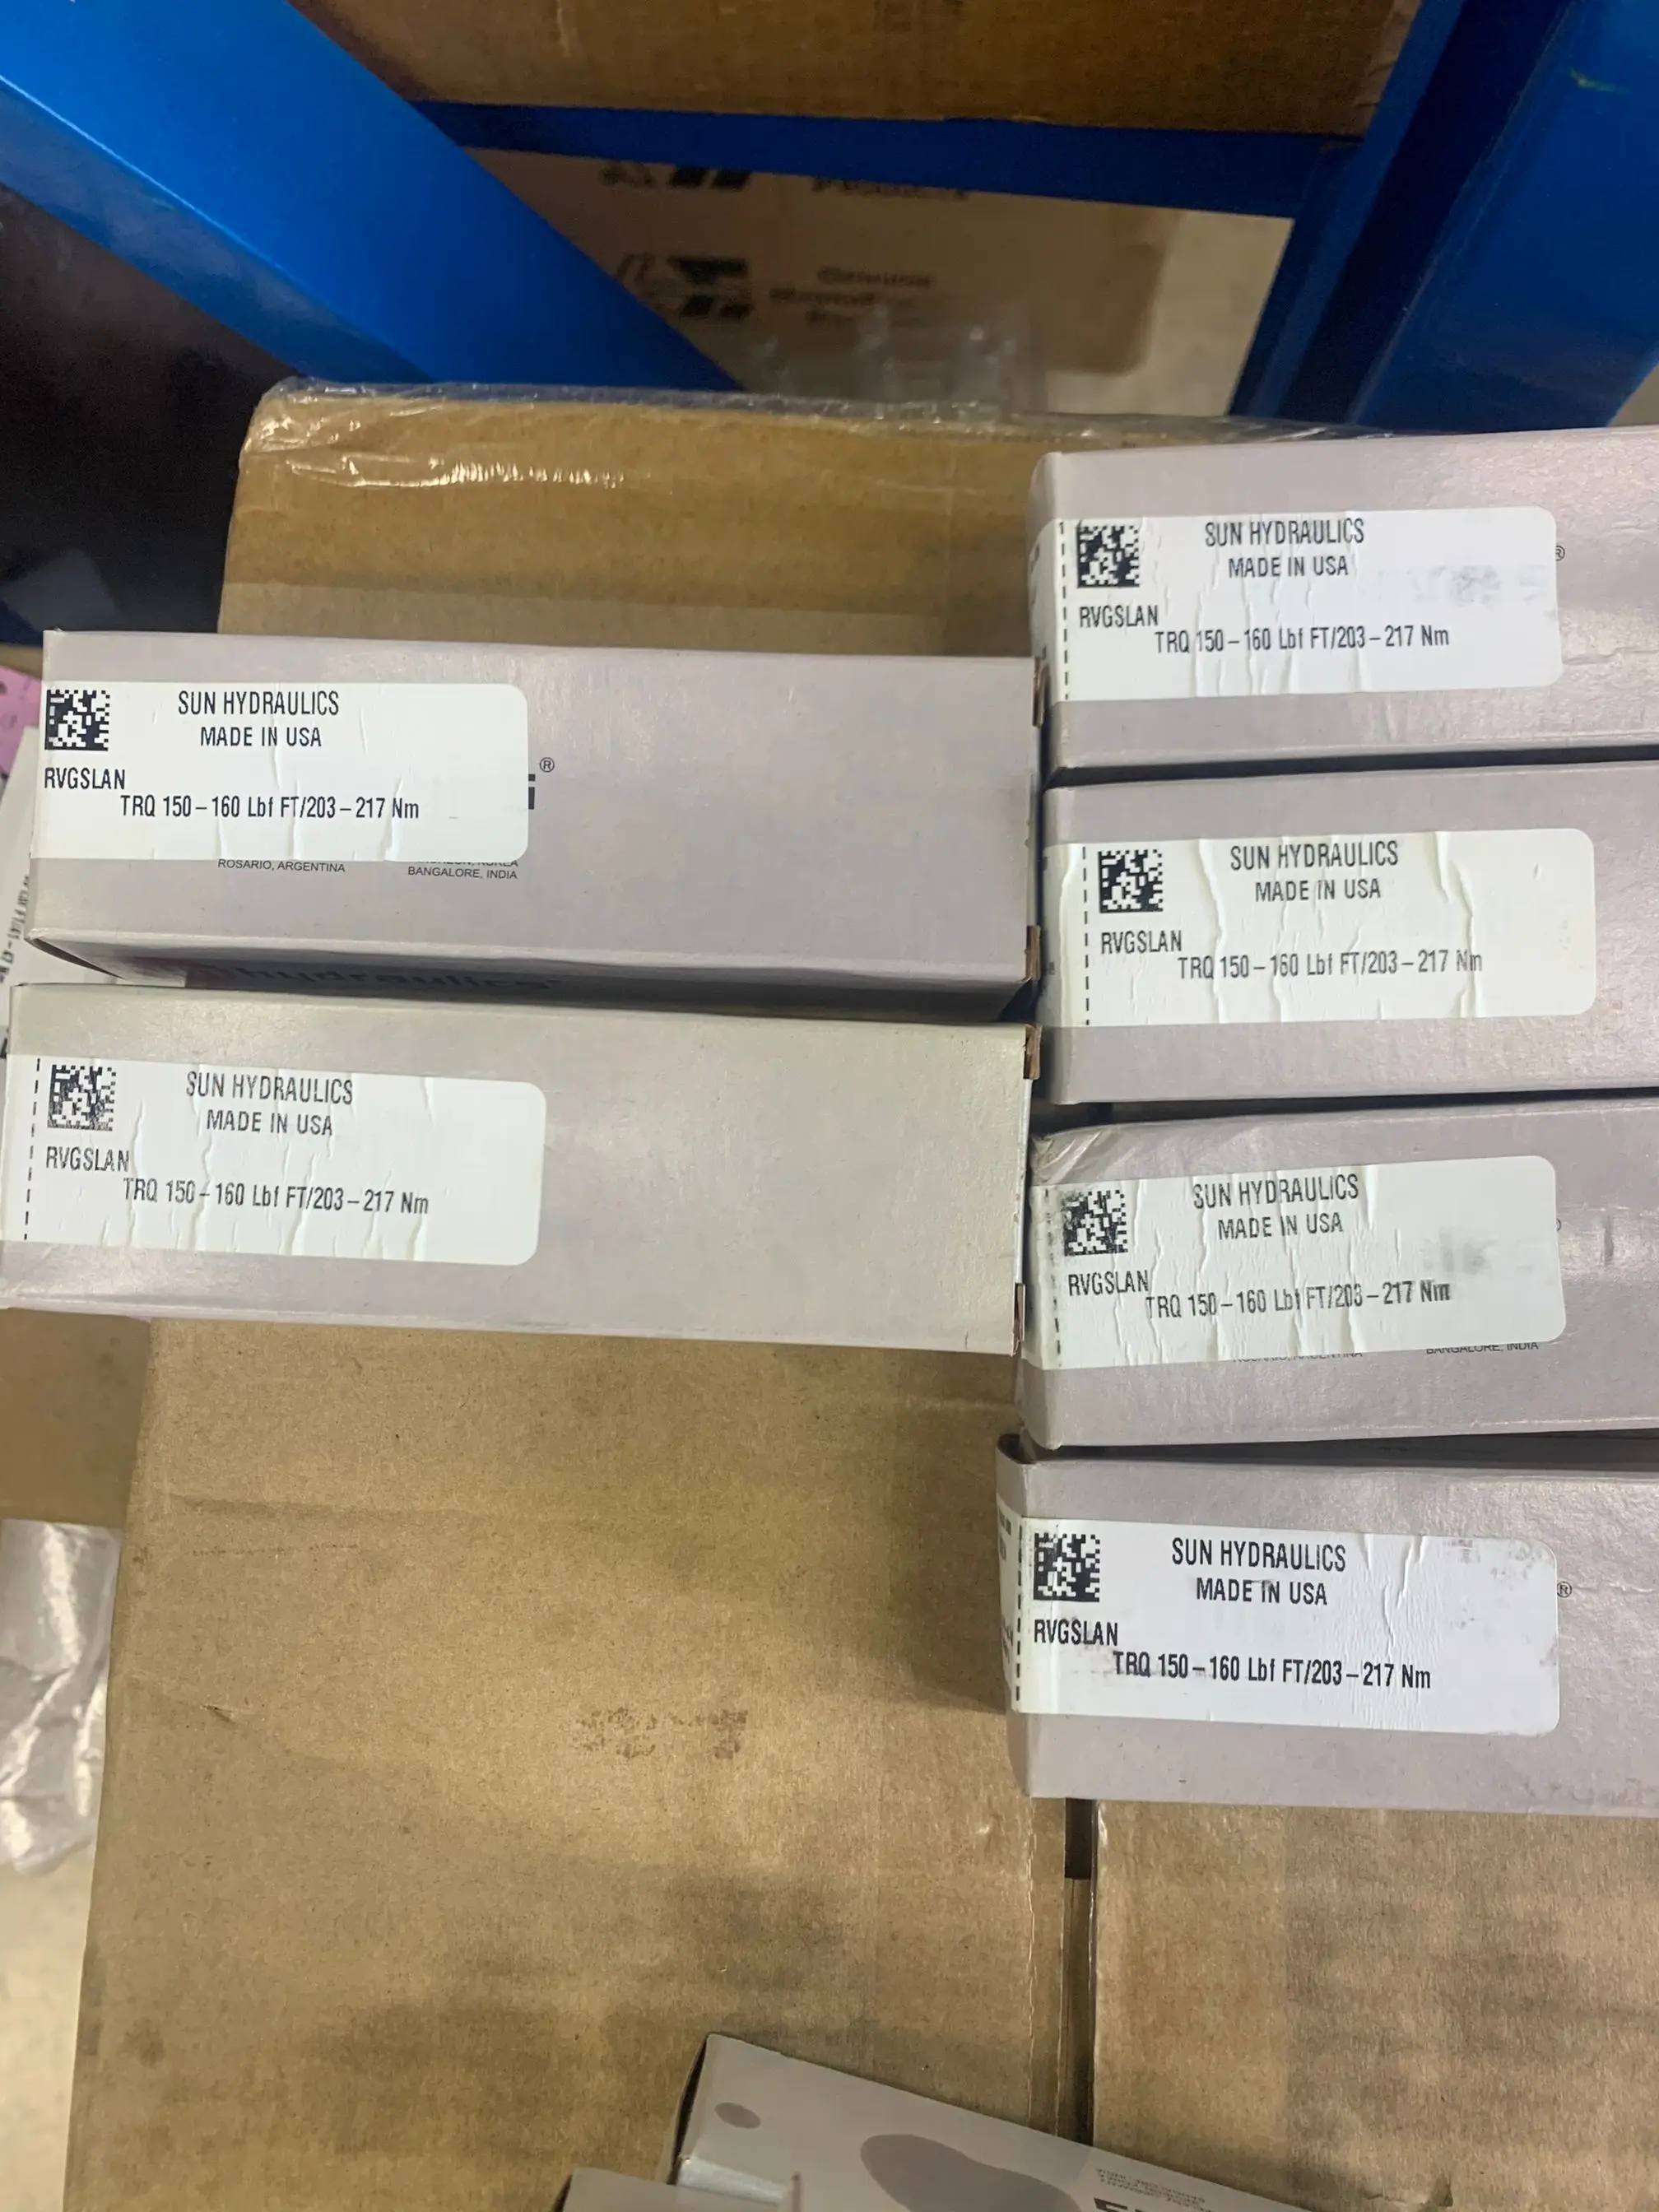 Genuine
SUN HYDRAULICS
MADE IN USA
RVGSLAN
TRQ 150-160 Lbf FT/203-217 Nm
®
SUN HYDRAULICS
MADE IN USA
RVGSLAN
TRQ 150-160 Lbf FT/203-217 Nm
®
i
ROSARIO, ARGENTINA
BANGALORE, INDIA
hydraulics
SUN HYDRAULICS
MADE IN USA
RVGSLAN
TRQ 150-160 Lbf FT/203-217 Nm
SUN HYDRAULICS
MADE IN USA
RVGSLAN
TRQ 150-160 Lbf FT/203-217 Nm
SUN HYDRAULICS
MADE IN USA
RVGSLAN
TRQ 150-160 Lbf FT/203-217 Nm
BANGALORE, INDIA
SUN HYDRAULICS
MADE IN USA
RVGSLAN
TRQ 150-160 Lbf FT/203-217 Nm
®